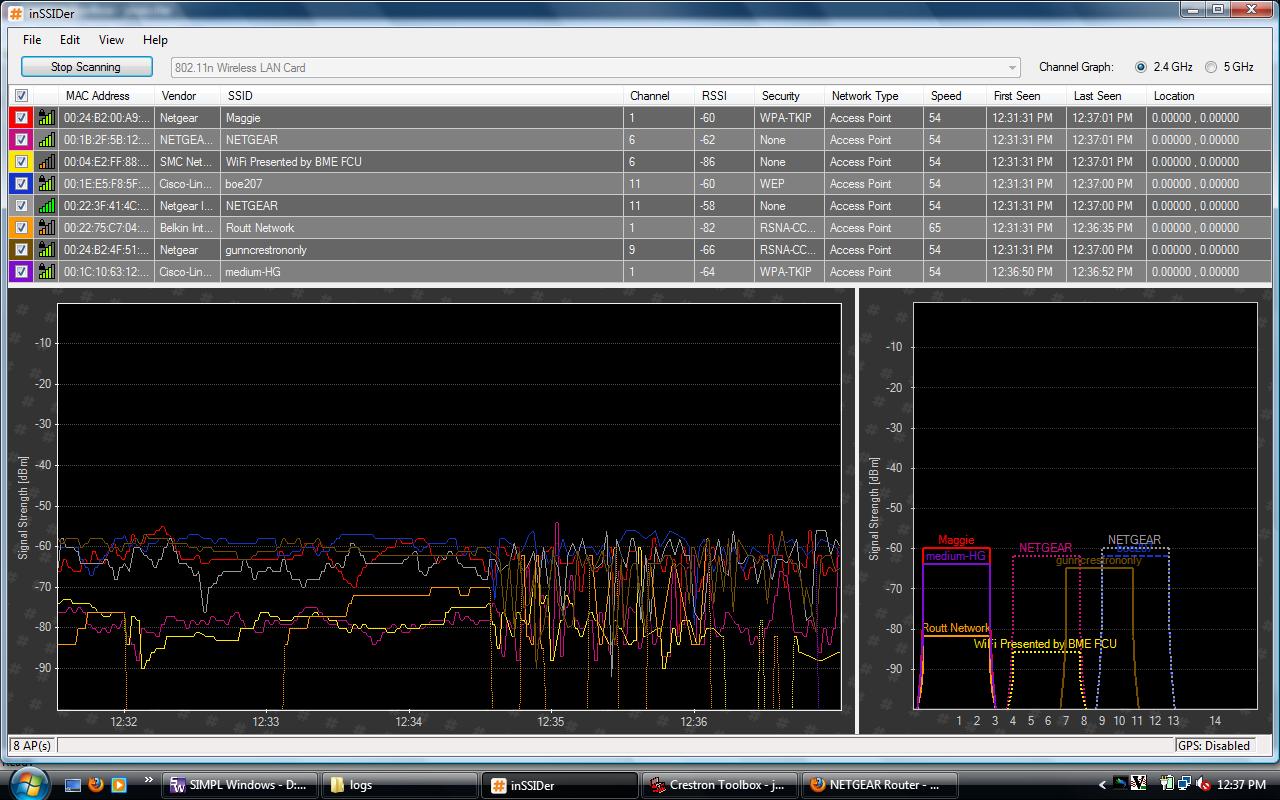 inSSIDer
File Edit View Help
Stop Scanning 802.11n Wireless LAN Card Channel Graph: 2.4 GHz 5 GHz
MAC Address Vendor SSID Channel RSSI Security Network Type Speed First Seen Last Seen Location
00:24:B2:00:A9:... Netgear Maggie 1 -60 WPA-TKIP Access Point 54 12:31:31 PM 12:37:01 PM 0.00000 , 0.00000
00:1B:2F:5B:12:... NETGEA... NETGEAR 6 -62 None Access Point 54 12:31:31 PM 12:37:01 PM 0.00000 , 0.00000
00:04:E2:FF:88:... SMC Net... WiFi Presented by BME FCU 6 -86 None Access Point 54 12:31:31 PM 12:37:01 PM 0.00000 , 0.00000
00:1E:E5:F8:5F:... Cisco-Lin... boe207 11 -60 WEP Access Point 54 12:31:31 PM 12:37:00 PM 0.00000 , 0.00000
00:22:3F:41:4C:... Netgear I... NETGEAR 11 -58 None Access Point 54 12:31:31 PM 12:37:00 PM 0.00000 , 0.00000
00:22:75:C7:04:... Belkin Int... Routt Network 1 -82 RSNA-CC... Access Point 65 12:31:31 PM 12:36:35 PM 0.00000 , 0.00000
00:24:B2:4F:51:... Netgear gunncrestrononly 9 -66 RSNA-CC... Access Point 54 12:31:31 PM 12:37:00 PM 0.00000 , 0.00000
00:1C:10:63:12:... Cisco-Lin... medium-HG 1 -64 WPA-TKIP Access Point 54 12:36:50 PM 12:36:52 PM 0.00000 , 0.00000
Signal Strength [dBm]
-10
-20
-30
-40
-50
-60
-70
-80
-90
12:32 12:33 12:34 12:35 12:36
Signal Strength [dBm]
-10
-20
-30
-40
-50
-60
-70
-80
-90
Maggie
NETGEAR
NETGEAR
medium-HG
gunncrestrononly
Routt Network
WiFi Presented by BME FCU
1 2 3 4 5 6 7 8 9 10 11 12 13 14
8 AP(s) GPS: Disabled
SIMPL Windows - D:... logs inSSIDer Crestron Toolbox - j... NETGEAR Router - ... 12:37 PM